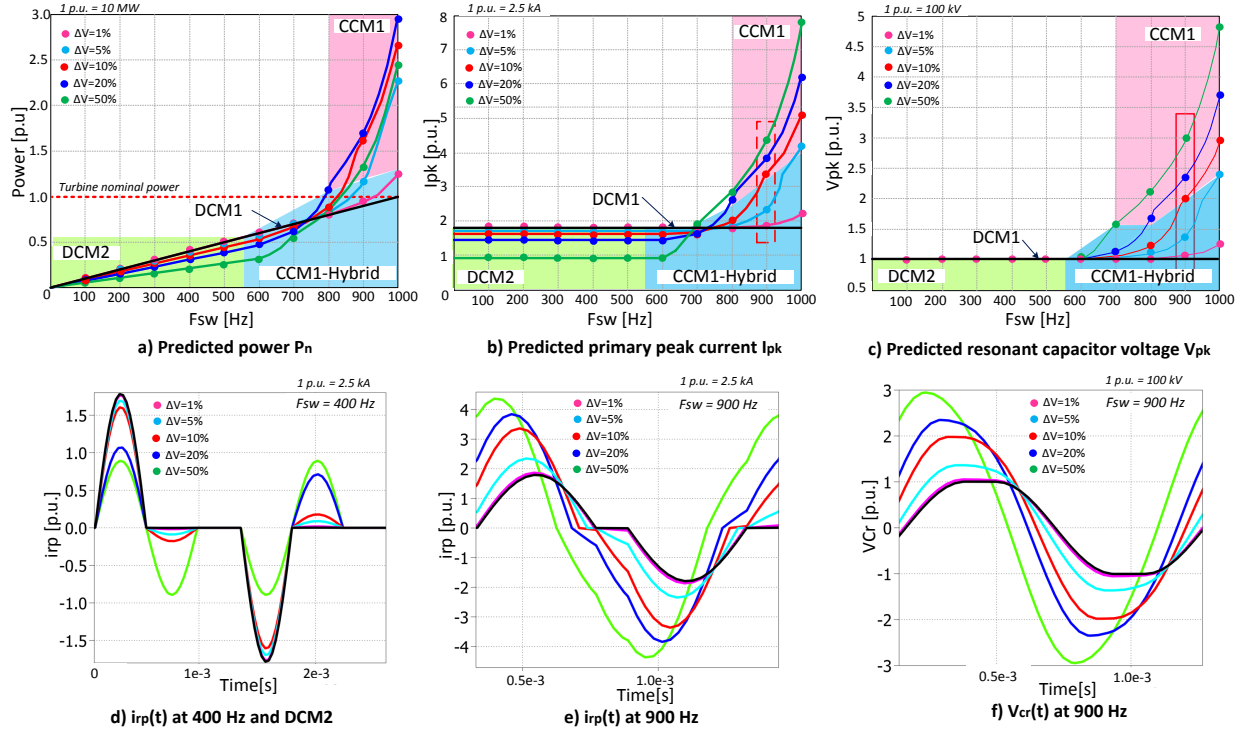 1 p.u. = 10 MW
Power [p.u]
3.0
2.5
2.0
1.5
1.0
0.5
ΔV=1%
ΔV=5%
ΔV=10%
ΔV=20%
ΔV=50%
CCM1
Turbine nominal power
DCM1
DCM2
CCM1-Hybrid
0 100 200 300 400 500 600 700 800 900 1000
Fsw [Hz]
a) Predicted power Pn
1 p.u. = 2.5 kA
Ipk [p.u.]
8
7
6
5
4
3
2
1
0
ΔV=1%
ΔV=5%
ΔV=10%
ΔV=20%
ΔV=50%
CCM1
DCM1
DCM2
CCM1-Hybrid
100 200 300 400 500 600 700 800 900 1000
Fsw [Hz]
b) Predicted primary peak current Ipk
1 p.u. = 100 kV
Vpk [p.u.]
5
4.5
4
3.5
3
2.5
2
1.5
1
0.5
ΔV=1%
ΔV=5%
ΔV=10%
ΔV=20%
ΔV=50%
CCM1
DCM1
DCM2
CCM1-Hybrid
100 200 300 400 500 600 700 800 900 1000
Fsw [Hz]
c) Predicted resonant capacitor voltage Vpk
1 p.u. = 2.5 kA
Fsw = 400 Hz
irp [p.u.]
1.5
1.0
0.5
0.0
-0.5
-1.0
-1.5
ΔV=1%
ΔV=5%
ΔV=10%
ΔV=20%
ΔV=50%
0 1e-3 2e-3
Time[s]
d) irp(t) at 400 Hz and DCM2
1 p.u. = 2.5 kA
Fsw = 900 Hz
irp [p.u.]
4
3
2
1
0
-1
-2
-3
-4
ΔV=1%
ΔV=5%
ΔV=10%
ΔV=20%
ΔV=50%
0.5e-3 1.0e-3
Time[s]
e) irp(t) at 900 Hz
1 p.u. = 100 kV
Fsw = 900 Hz
VCr [p.u.]
3
2
1
0
-1
-2
-3
ΔV=1%
ΔV=5%
ΔV=10%
ΔV=20%
ΔV=50%
0.5e-3 1.0e-3
Time[s]
f) Vcr(t) at 900 Hz